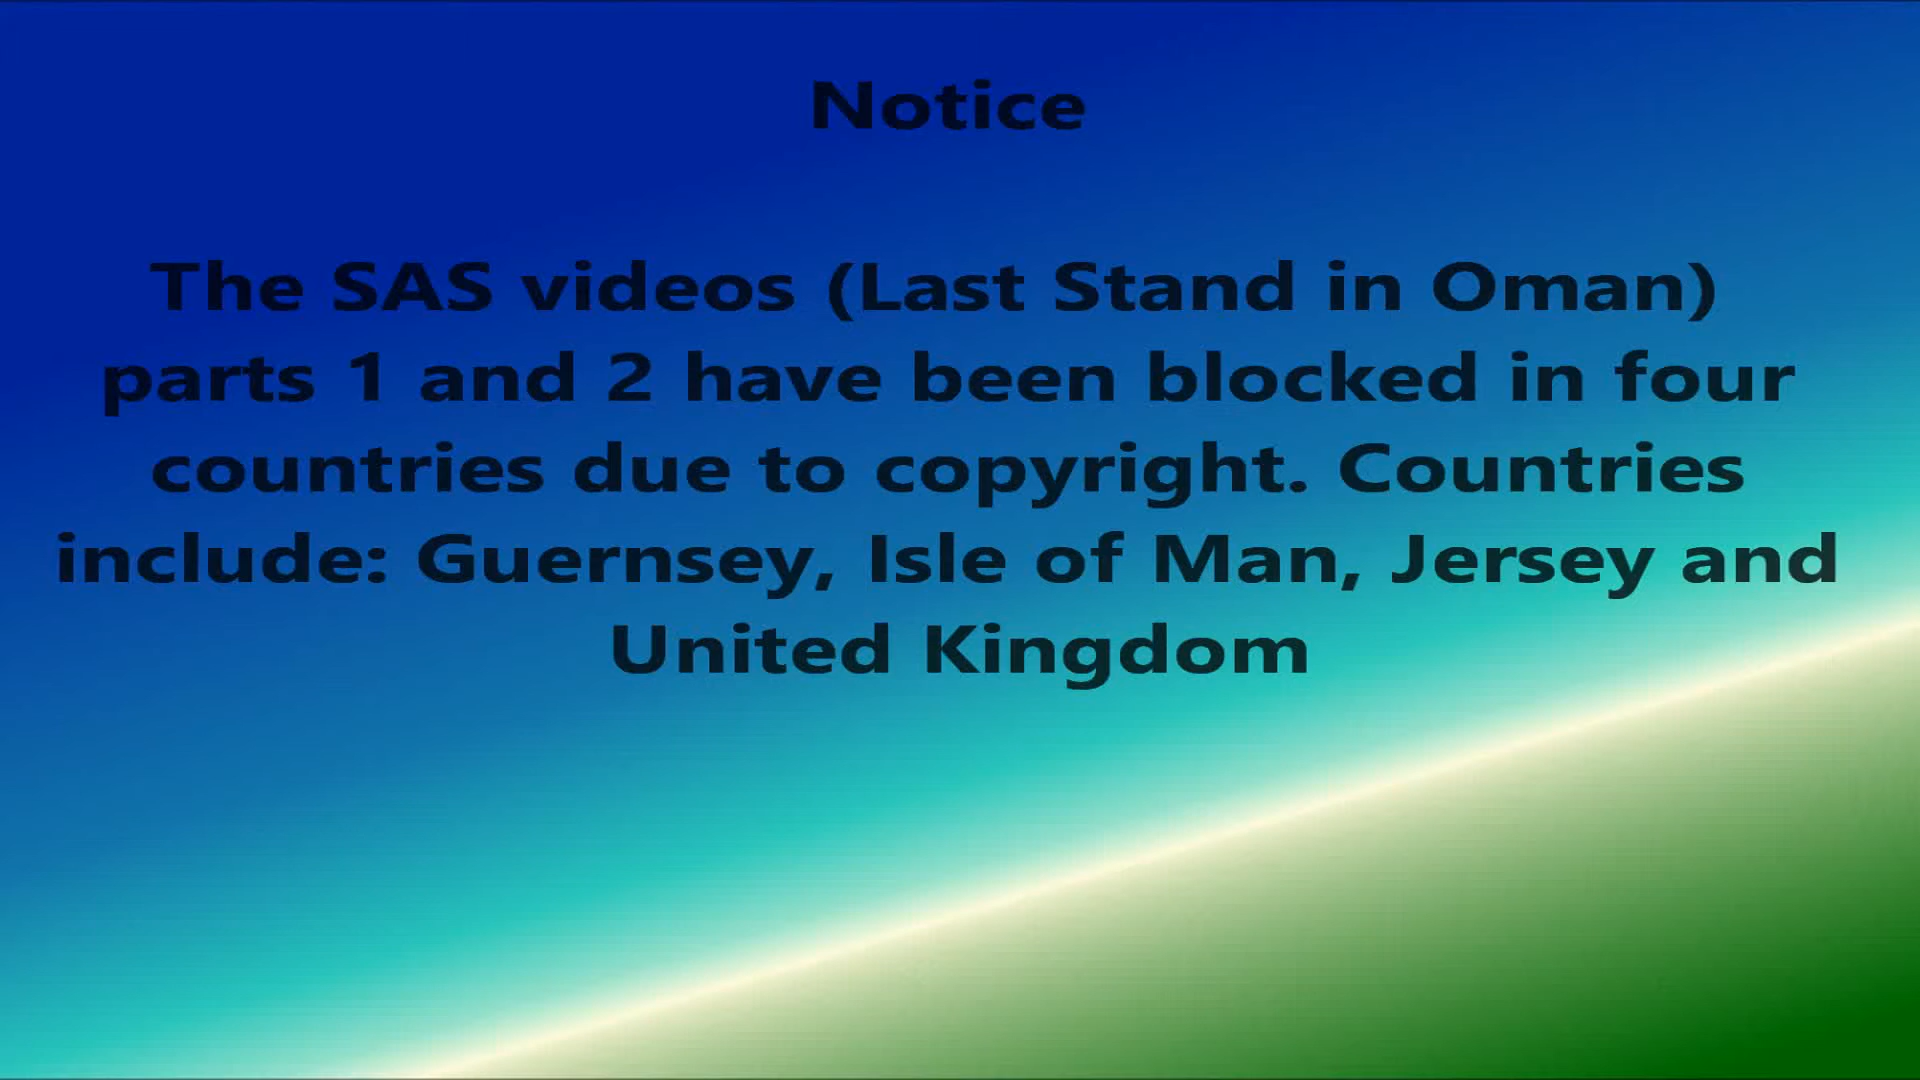 Notice
The SAS videos (Last Stand in Oman)
parts 1 and 2 have been blocked in four
countries due to copyright. Countries
include: Guernsey, Isle of Man, Jersey and
United Kingdom